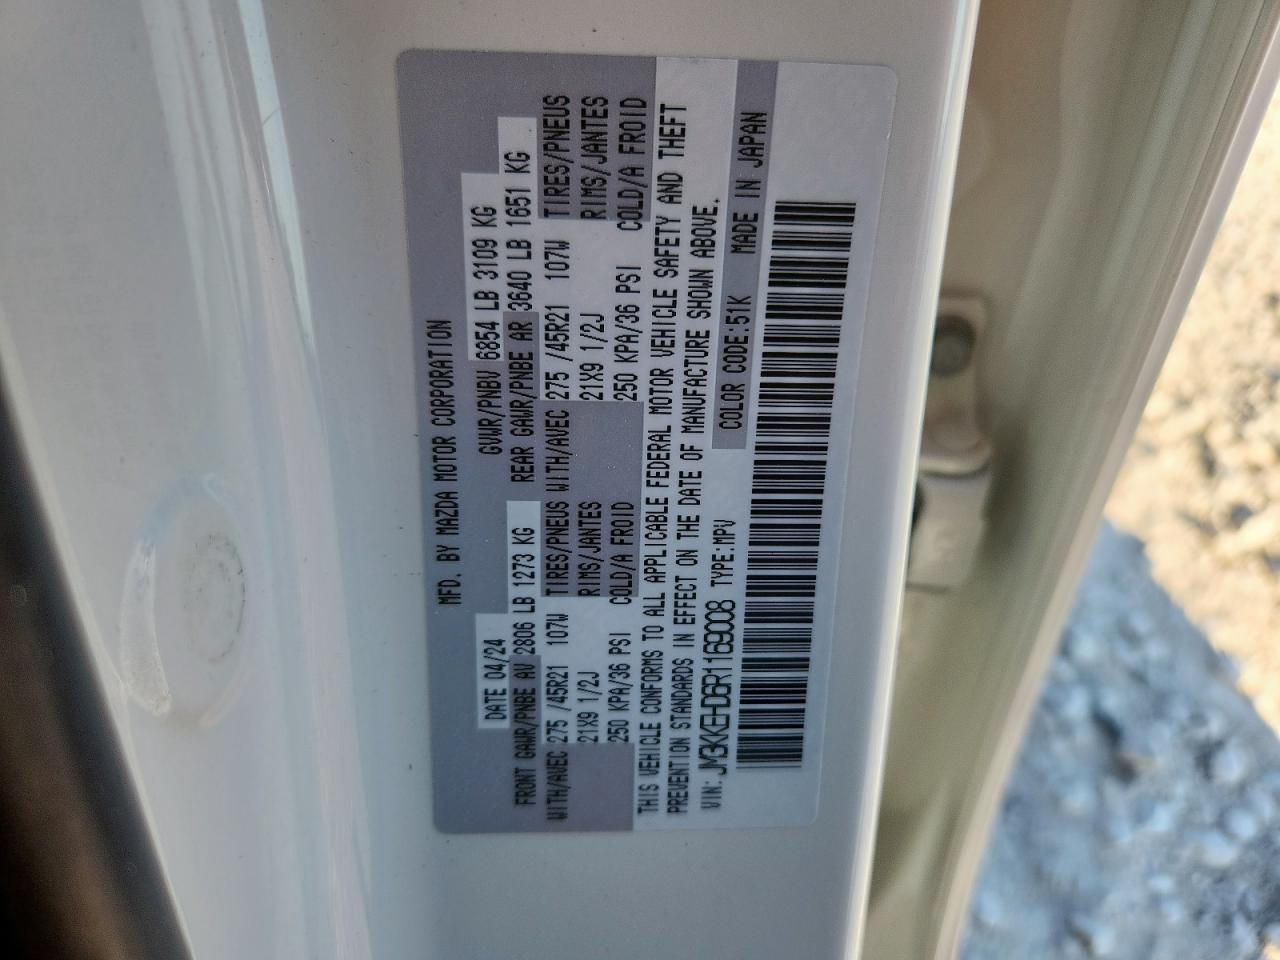 MFD. BY MAZDA MOTOR CORPORATION
DATE 04/24 GVWR/PNBV 6854 LB 3109 KG
FRONT GAWR/PNBE AV 2806 LB 1273 KG REAR GAWR/PNBE AR 3640 LB 1651 KG
WITH/AVEC 275 /45R21 107W TIRES/PNEUS WITH/AVEC 275 /45R21 107W TIRES/PNEUS
21X9 1/2J RIMS/JANTES 21X9 1/2J RIMS/JANTES
250 KPA/36 PSI COLD/A FROID 250 KPA/36 PSI COLD/A FROID
THIS VEHICLE CONFORMS TO ALL APPLICABLE FEDERAL MOTOR VEHICLE SAFETY AND THEFT
PREVENTION STANDARDS IN EFFECT ON THE DATE OF MANUFACTURE SHOWN ABOVE.
VIN: JM3KKEHD6R1169008 TYPE:MPV COLOR CODE:51K MADE IN JAPAN